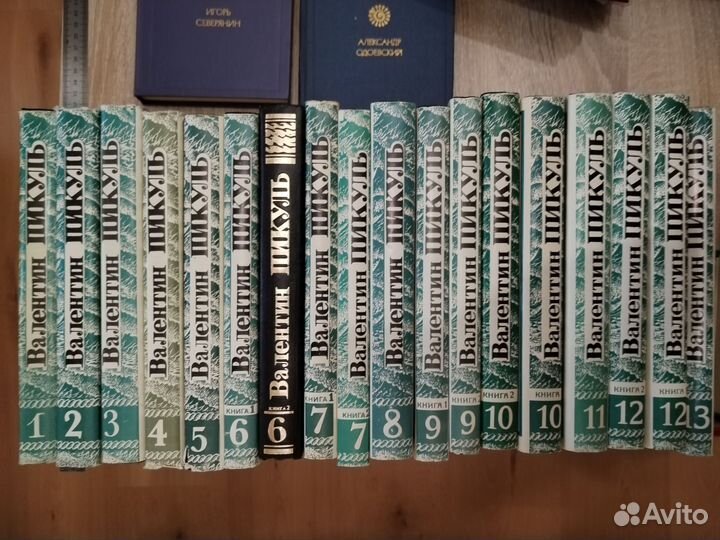 ИГОРЬ
СЕВЕРЯНИН
АЛЕКСАНДР
ОДОЕВСКИЙ
Валентин ПИКУЛЬ
1
Валентин ПИКУЛЬ
2
Валентин ПИКУЛЬ
3
Валентин ПИКУЛЬ
4
Валентин ПИКУЛЬ
5
Валентин ПИКУЛЬ
КНИГА 1
6
Валентин ПИКУЛЬ
КНИГА 2
6
Валентин ПИКУЛЬ
КНИГА 1
7
Валентин ПИКУЛЬ
КНИГА 2
7
Валентин ПИКУЛЬ
8
Валентин ПИКУЛЬ
КНИГА 1
9
Валентин ПИКУЛЬ
КНИГА
9
Валентин ПИКУЛЬ
КНИГА 2
10
Валентин ПИКУЛЬ
10
Валентин ПИКУЛЬ
11
Валентин ПИКУЛЬ
КНИГА 2
12
Валентин ПИКУЛЬ
12
Валентин ПИКУЛЬ
13
Avito